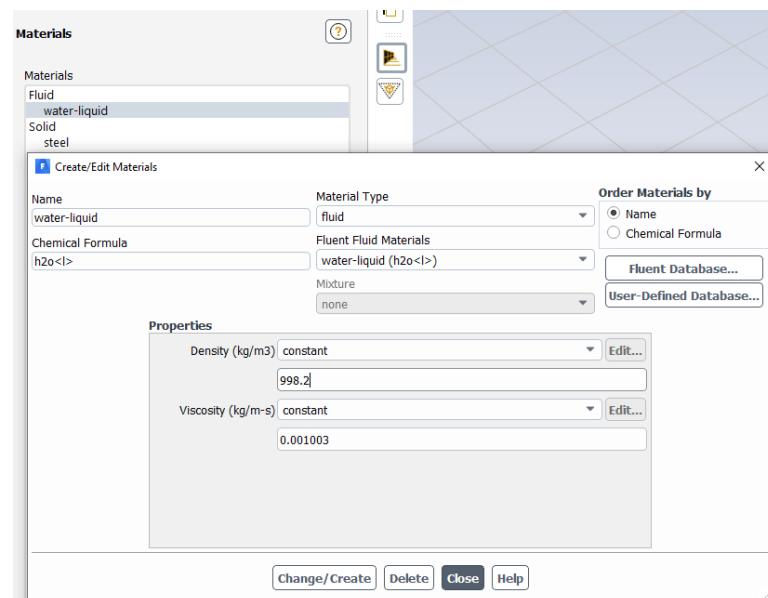 Materials
?
Materials
Fluid
water-liquid
Solid
steel
F Create/Edit Materials
Name
water-liquid
Material Type
fluid
Order Materials by
Name
Chemical Formula
Chemical Formula
h2o<l>
Fluent Fluid Materials
water-liquid (h2o<l>)
Fluent Database...
Mixture
none
User-Defined Database...
Properties
Density (kg/m3) constant Edit...
998.2
Viscosity (kg/m-s) constant Edit...
0.001003
Change/Create Delete Close Help